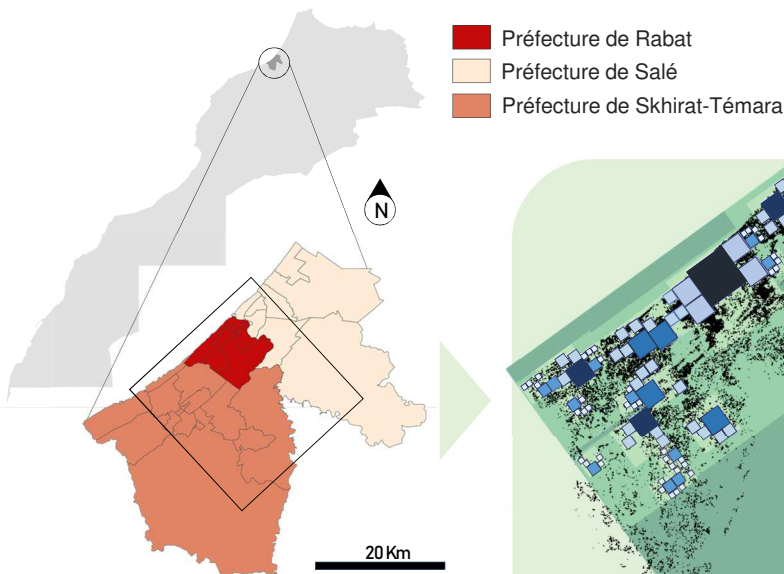 Préfecture de Rabat
Préfecture de Salé
Préfecture de Skhirat-Témara
N
20 Km